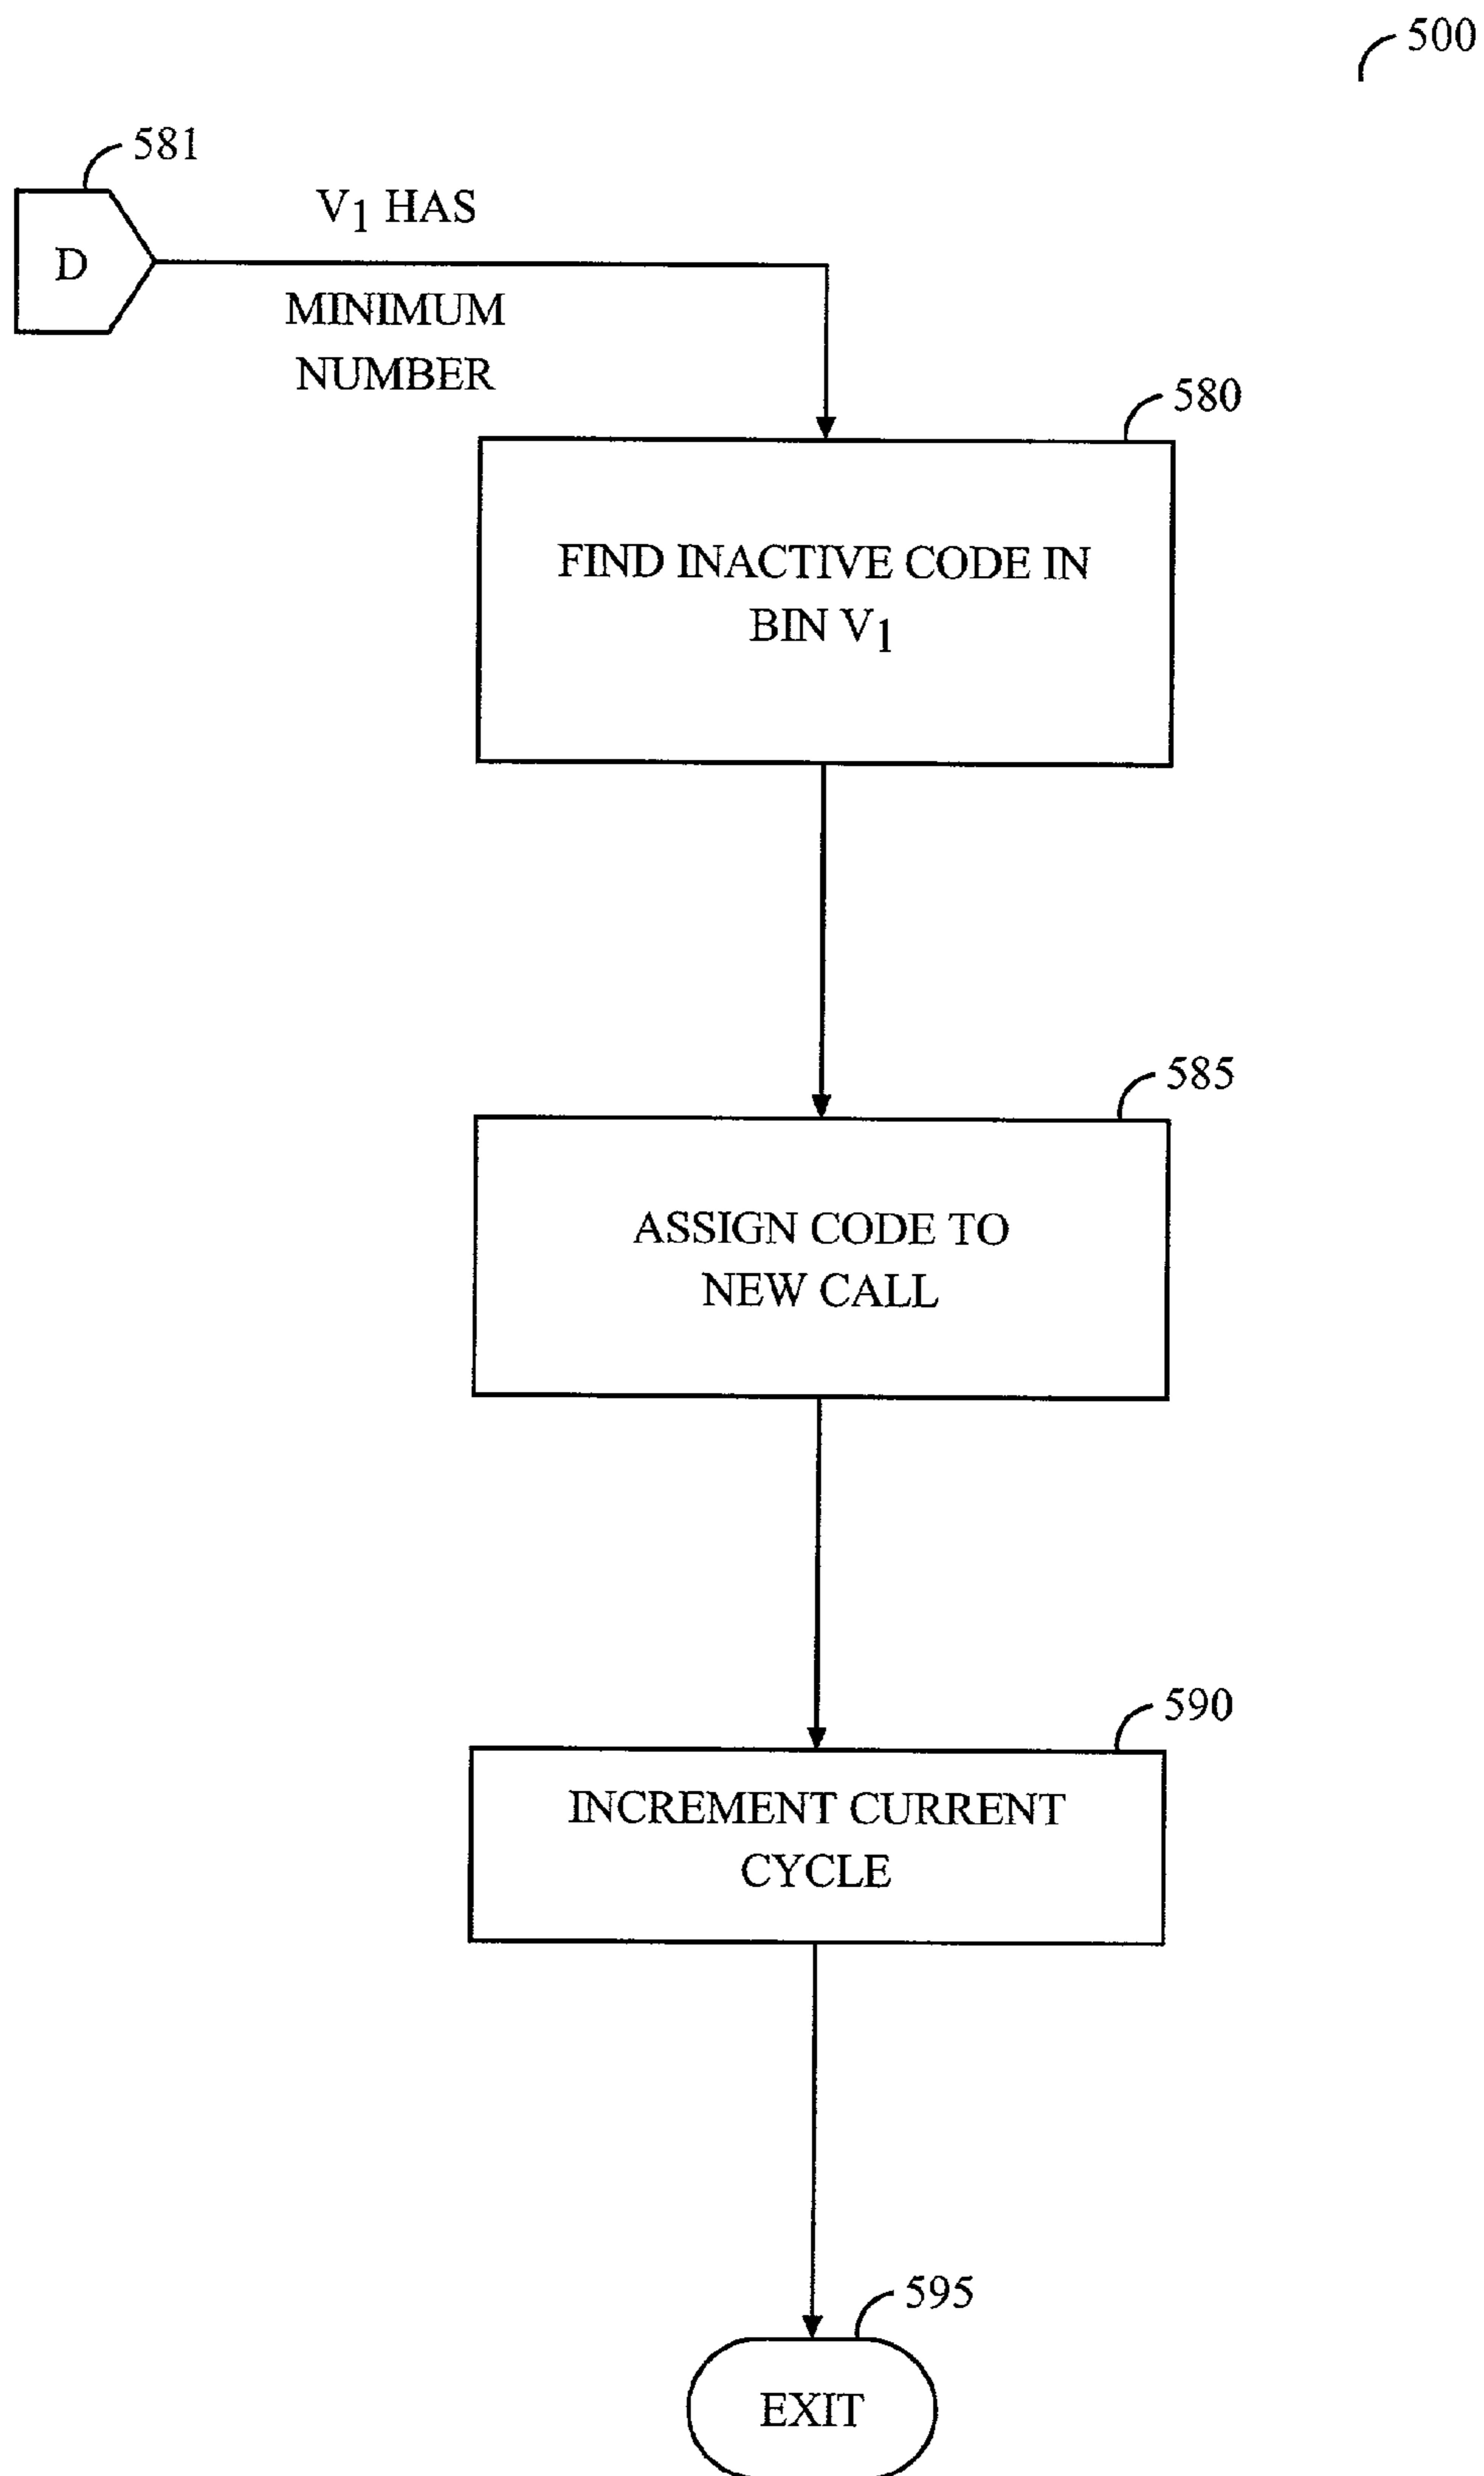 500
581
V1 HAS
D
MINIMUM
NUMBER
580
FIND INACTIVE CODE IN
BIN V1
585
ASSIGN CODE TO
NEW CALL
590
INCREMENT CURRENT
CYCLE
595
EXIT